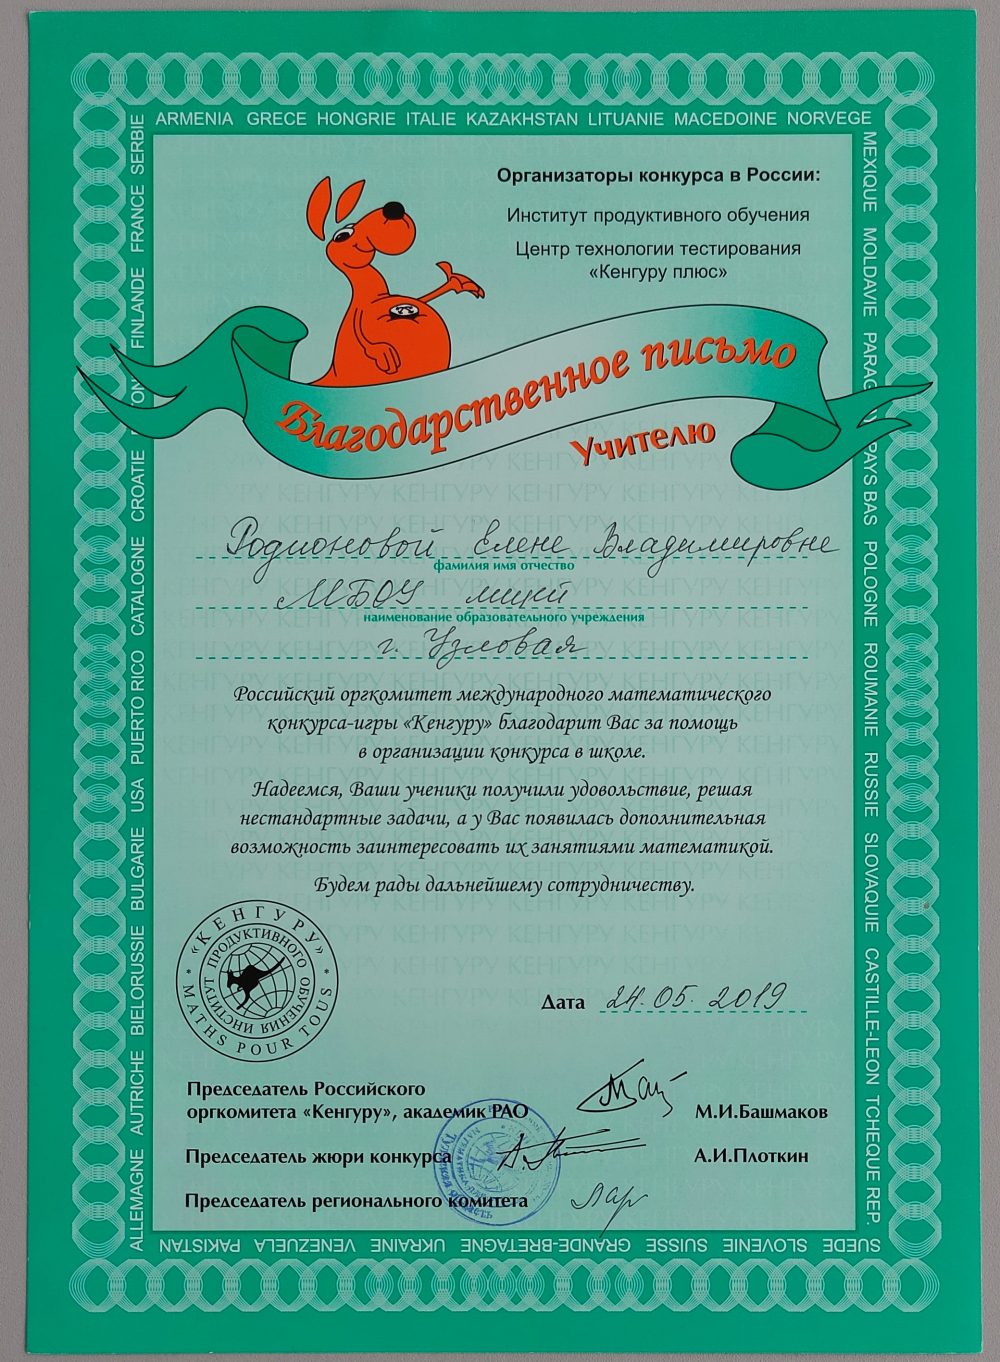 ARMENIA GRECE HONGRIE ITALIE KAZAKHSTAN LITUANIE MACEDOINE NORVEGE
MEXIQUE MOLDAVIE PAYS BAS POLOGNE ROUMANIE RUSSIE SLOVAQUIE CASTILLE-LEON TCHEQUE REP.
Организаторы конкурса в России:
Институт продуктивного обучения
Центр технологии тестирования
«Кенгуру плюс»
Благодарственное письмо
Учителю
Родионовой Елене Владимировне
фамилия имя отчество
МБОУ лицей
наименование образовательного учреждения
г. Узловая
Российский оргкомитет международного математического
конкурса-игры «Кенгуру» благодарит Вас за помощь
в организации конкурса в школе.
Надеемся, Ваши ученики получили удовольствие, решая
нестандартные задачи, а у Вас появилась дополнительная
возможность заинтересовать их занятиями математикой.
Будем рады дальнейшему сотрудничеству.
«КЕНГУРУ»
ИНСТИТУТ ПРОДУКТИВНОГО ОБУЧЕНИЯ
MATHS POUR TOUS
Дата 24.05.2019
Председатель Российского
оргкомитета «Кенгуру», академик РАО М.И.Башмаков
Председатель жюри конкурса А.И.Плоткин
Председатель регионального комитета
SUEDE SLOVENIE SUISSE GRANDE-BRETAGNE UKRAINE VENEZUELA PAKISTAN
ALLEMAGNE AUTRICHE BIELORUSSIE BULGARIE USA PUERTO RICO CATALOGNE CROATIE FINLANDE FRANCE SERBIE